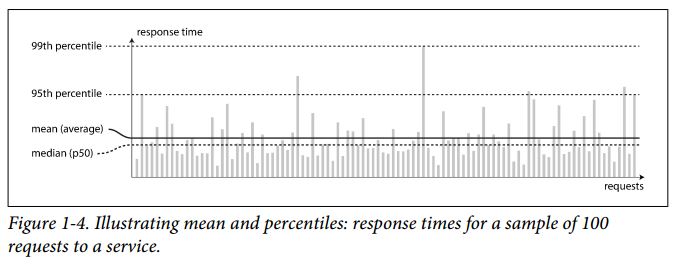 response time
99th percentile
95th percentile
mean (average)
median (p50)
requests
Figure 1-4. Illustrating mean and percentiles: response times for a sample of 100
requests to a service.